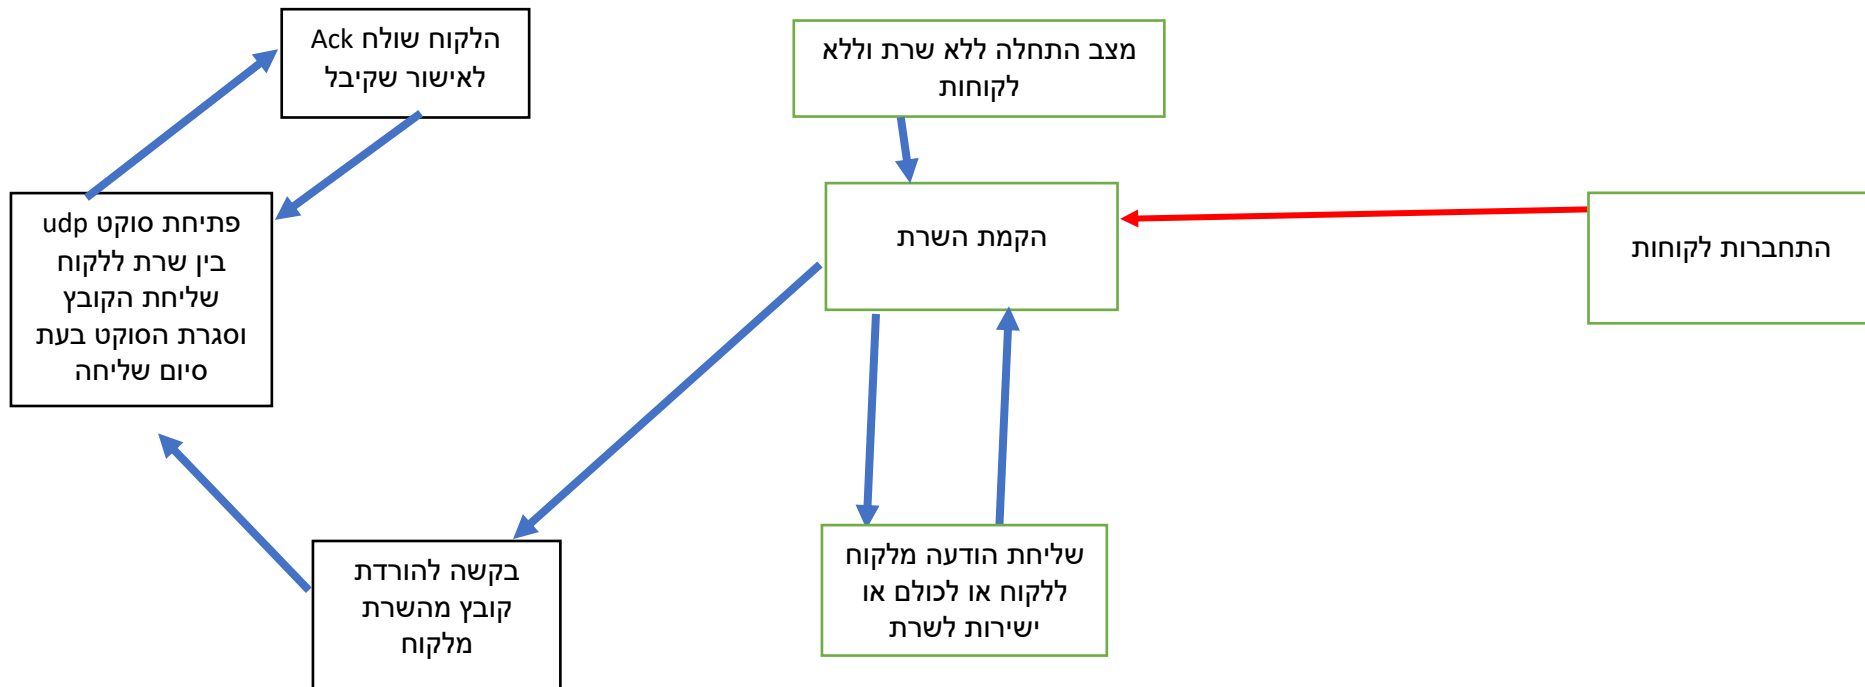 הלקוח שולח Ack
לאישור שקיבל
מצב התחלה ללא שרת וללא
לקוחות
פתיחת סוקט udp
בין שרת ללקוח
שליחת הקובץ
וסגרת הסוקט בעת
סיום שליחה
הקמת השרת
התחברות לקוחות
בקשה להורדת
קובץ מהשרת
מלקוח
שליחת הודעה מלקוח
ללקוח או לכולם או
ישירות לשרת